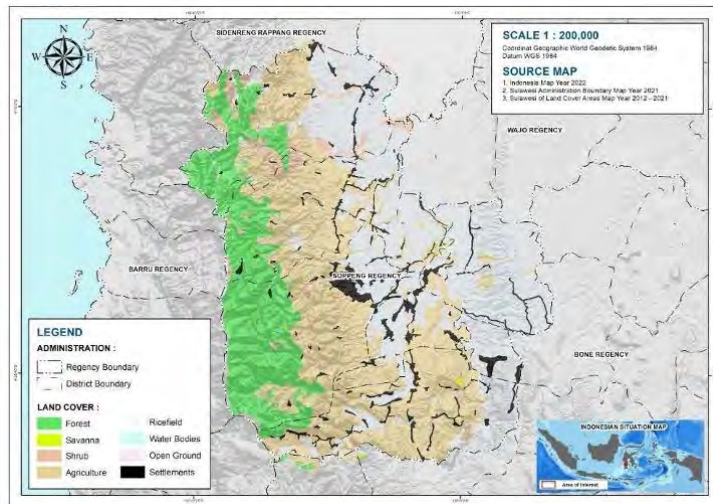 SIDENRENG RAPPANG REGENCY
N
W E
S
SCALE 1 : 200,000
Coordinat Geographic World Geodetic System 1984
Datum WGS 1984
SOURCE MAP
1. Indonesia Map Year 2022
2. Sulawesi Administration Boundary Map Year 2021
3. Sulawesi of Land Cover Areas Map Year 2012 - 2021
WAJO REGENCY
BARRU REGENCY
SOPPENG REGENCY
BONE REGENCY
LEGEND
ADMINISTRATION :
Regency Boundary
District Boundary
LAND COVER :
Forest
Savanna
Shrub
Agriculture
Ricefield
Water Bodies
Open Ground
Settlements
INDONESIAN SITUATION MAP
Area of Interest